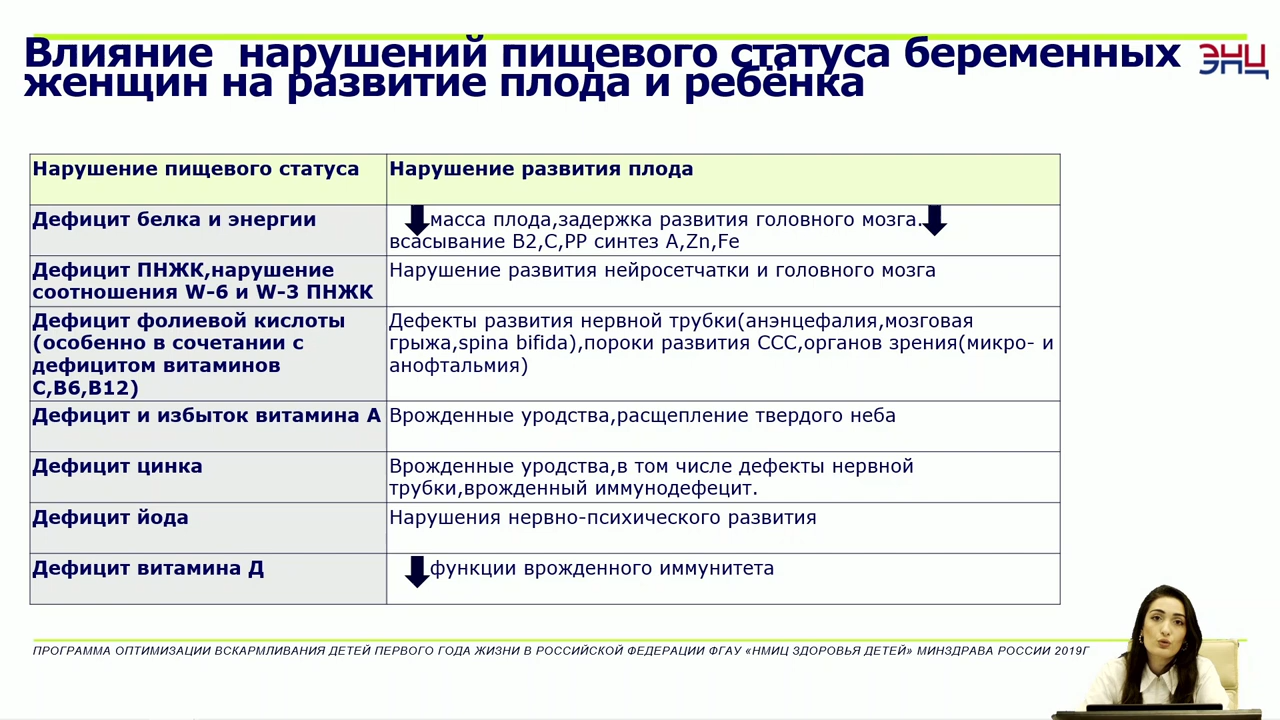 Влияние нарушений пищевого статуса беременных
женщин на развитие плода и ребёнка
ЭНЦ
Нарушение пищевого статуса
Нарушение развития плода
Дефицит белка и энергии
масса плода,задержка развития головного мозга.
всасывание В2,С,РР синтез А,Zn,Fe
Дефицит ПНЖК,нарушение
соотношения W-6 и W-3 ПНЖК
Нарушение развития нейросетчатки и головного мозга
Дефицит фолиевой кислоты
(особенно в сочетании с
дефицитом витаминов
С,В6,В12)
Дефекты развития нервной трубки(анэнцефалия,мозговая
грыжа,spina bifida),пороки развития ССС,органов зрения(микро- и
анофтальмия)
Дефицит и избыток витамина А
Врожденные уродства,расщепление твердого неба
Дефицит цинка
Врожденные уродства,в том числе дефекты нервной
трубки,врожденный иммунодефецит.
Дефицит йода
Нарушения нервно-психического развития
Дефицит витамина Д
функции врожденного иммунитета
ПРОГРАММА ОПТИМИЗАЦИИ ВСКАРМЛИВАНИЯ ДЕТЕЙ ПЕРВОГО ГОДА ЖИЗНИ В РОССИЙСКОЙ ФЕДЕРАЦИИ ФГАУ «НМИЦ ЗДОРОВЬЯ ДЕТЕЙ» МИНЗДРАВА РОССИИ 2019Г